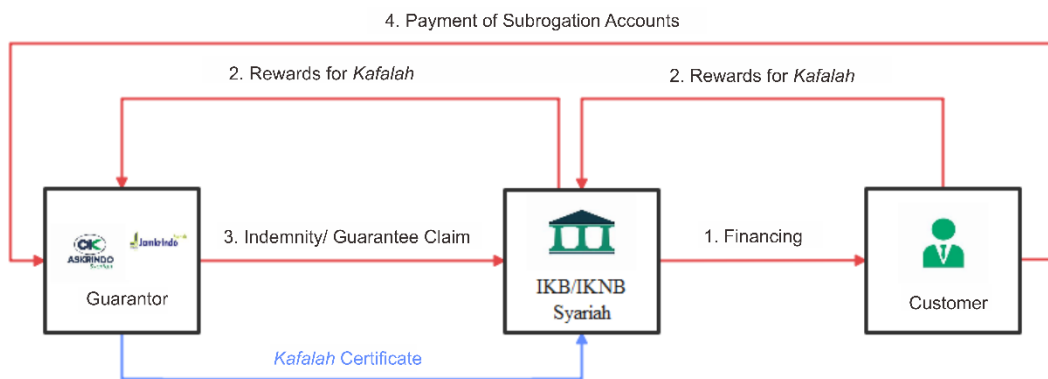 4. Payment of Subrogation Accounts
2. Rewards for Kafalah
2. Rewards for Kafalah
ASKRINDO
Jamkrindo
Guarantor
3. Indemnity/ Guarantee Claim
IKB/IKNB
Syariah
1. Financing
Customer
Kafalah Certificate